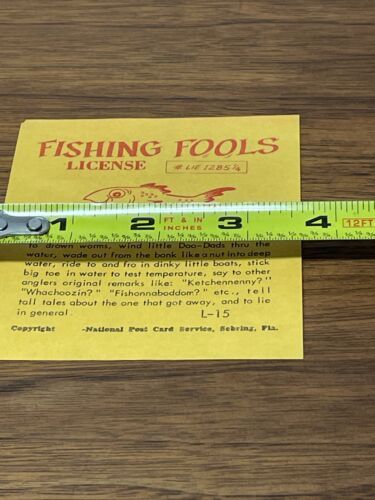 FISHING FOOLS
LICENSE # LIE 1285¼
1 2 FT & IN 3 4 12FT
INCHES
to drown worms, wind little Doo-Dads thru the
water, wade out from the bank like a nut into deep
water, ride to and fro in dinky little boats, stick
big toe in water to test temperature, say to other
anglers original remarks like: "Ketchennenny?"
"Whachoozin?" "Fishonnaboddom?" etc., tell
tall tales about the one that got away, and to lie
in general. L-15
Copyright -National Post Card Service, Sebring, Fla.